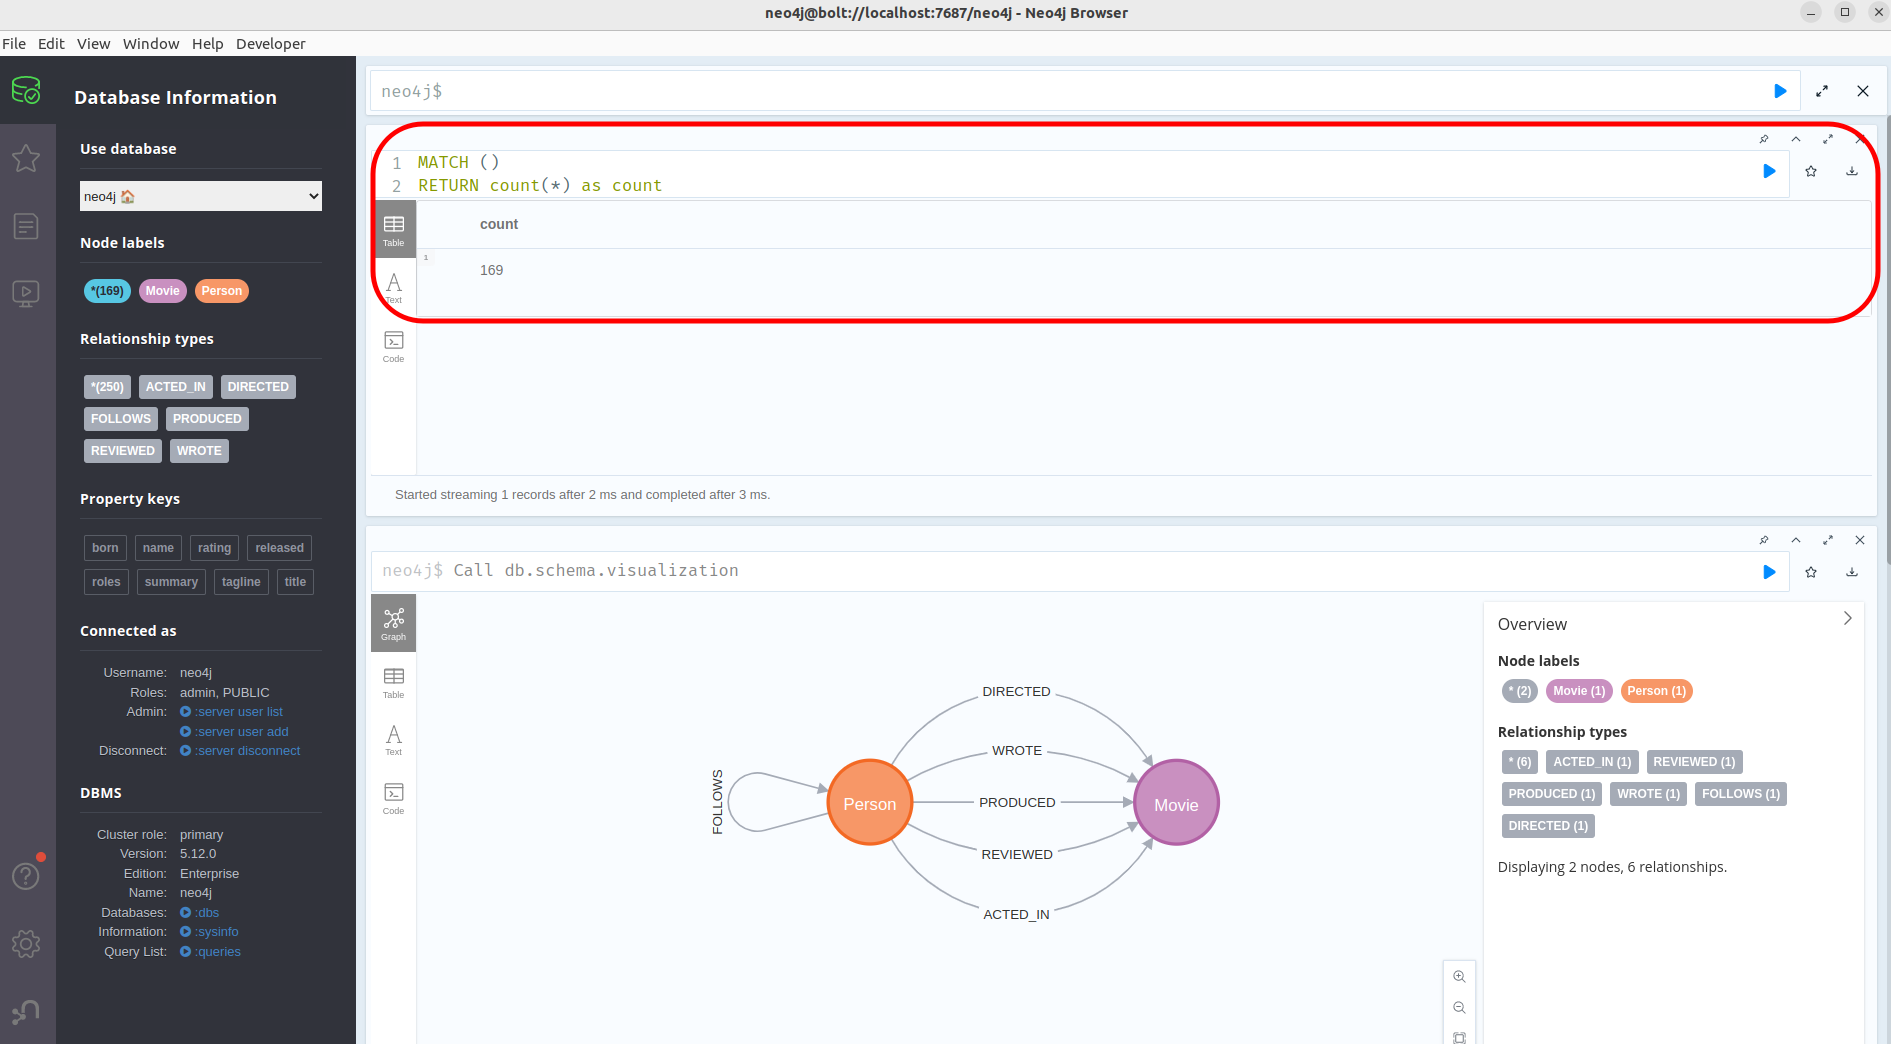 neo4j@bolt://localhost:7687/neo4j - Neo4j Browser
File Edit View Window Help Developer
Database Information
Use database
neo4j 🏠
Node labels
*(169) Movie Person
Relationship types
*(250) ACTED_IN DIRECTED
FOLLOWS PRODUCED
REVIEWED WROTE
Property keys
born name rating released
roles summary tagline title
Connected as
Username: neo4j
Roles: admin, PUBLIC
Admin: :server user list
:server user add
Disconnect: :server disconnect
DBMS
Cluster role: primary
Version: 5.12.0
Edition: Enterprise
Name: neo4j
Databases: :dbs
Information: :sysinfo
Query List: :queries
neo4j$
1 MATCH ()
2 RETURN count(*) as count
Table
Text
Code
count
1
169
Started streaming 1 records after 2 ms and completed after 3 ms.
neo4j$ Call db.schema.visualization
Graph
Table
Text
Code
DIRECTED
WROTE
FOLLOWS
Person
PRODUCED
Movie
REVIEWED
ACTED_IN
Overview
Node labels
* (2) Movie (1) Person (1)
Relationship types
* (6) ACTED_IN (1) REVIEWED (1)
PRODUCED (1) WROTE (1) FOLLOWS (1)
DIRECTED (1)
Displaying 2 nodes, 6 relationships.